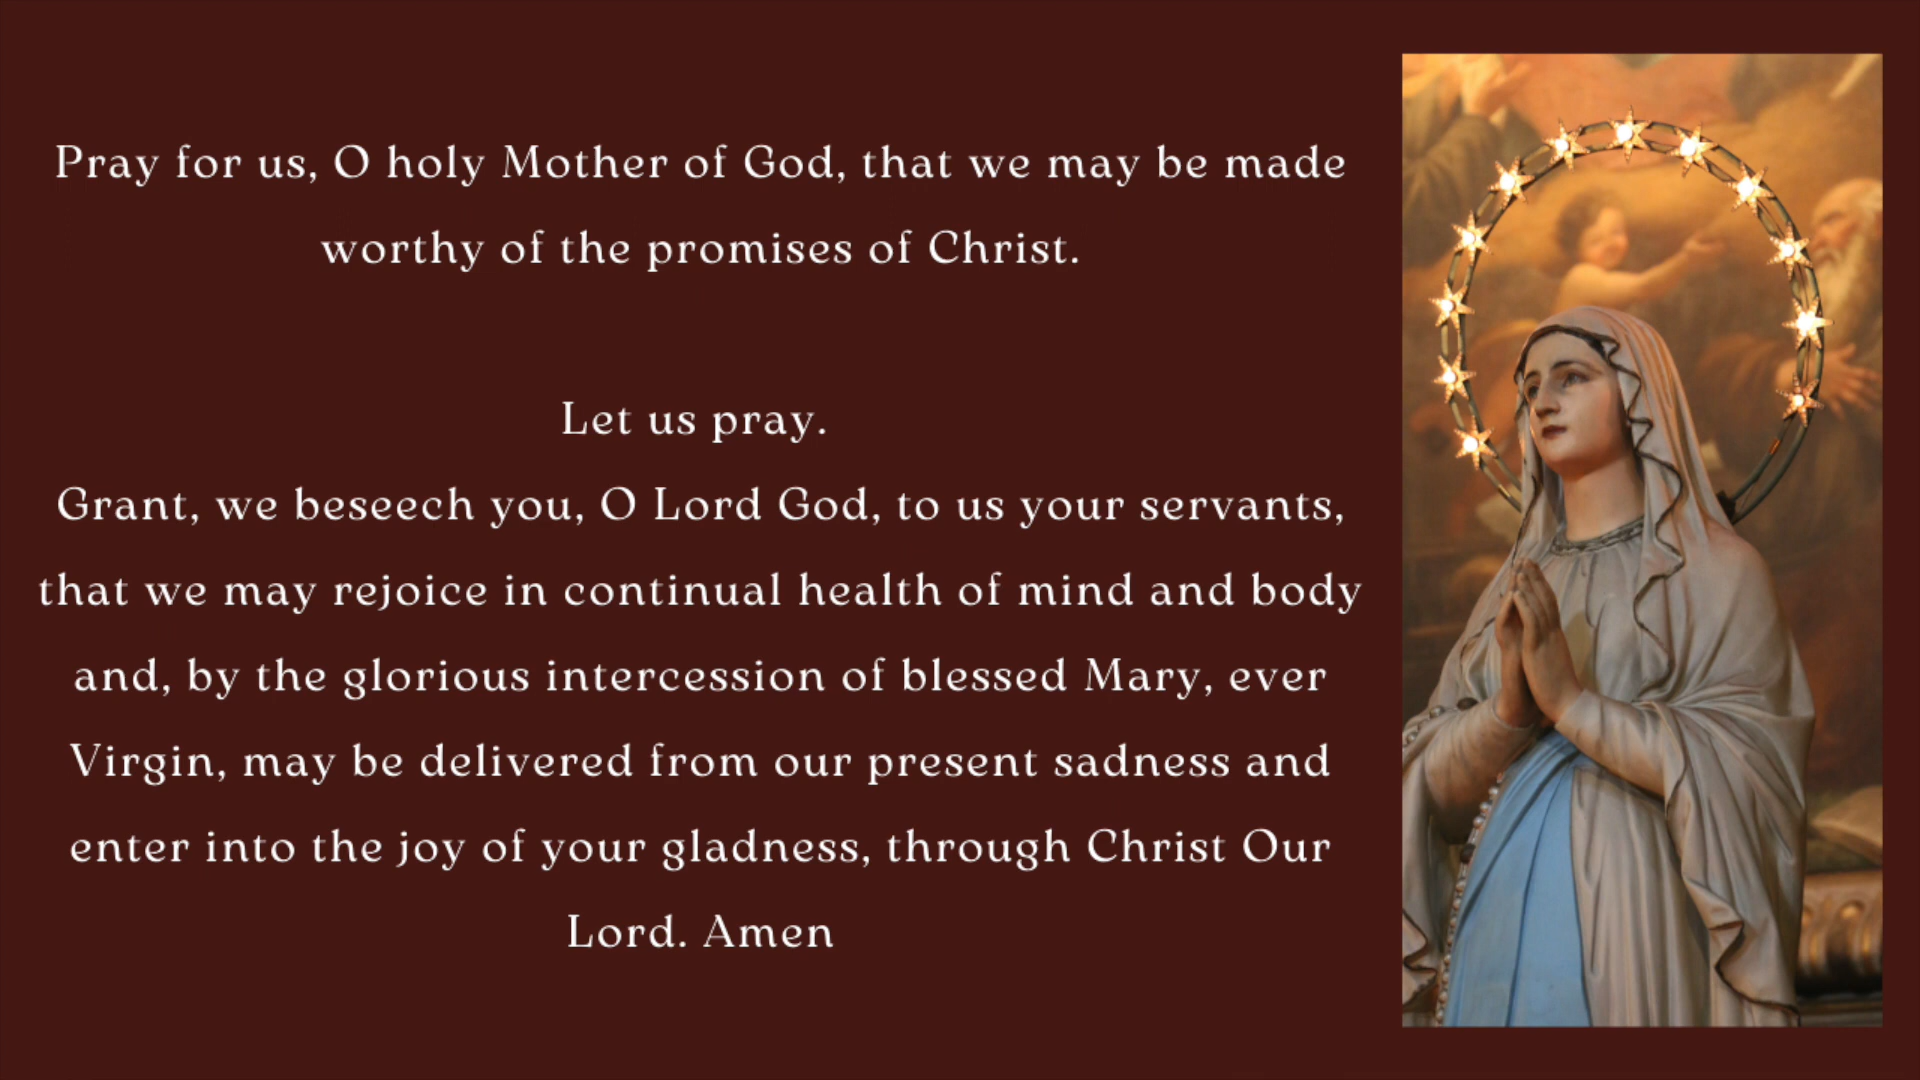 Pray for us, O holy Mother of God, that we may be made
worthy of the promises of Christ.
Let us pray.
Grant, we beseech you, O Lord God, to us your servants,
that we may rejoice in continual health of mind and body
and, by the glorious intercession of blessed Mary, ever
Virgin, may be delivered from our present sadness and
enter into the joy of your gladness, through Christ Our
Lord. Amen